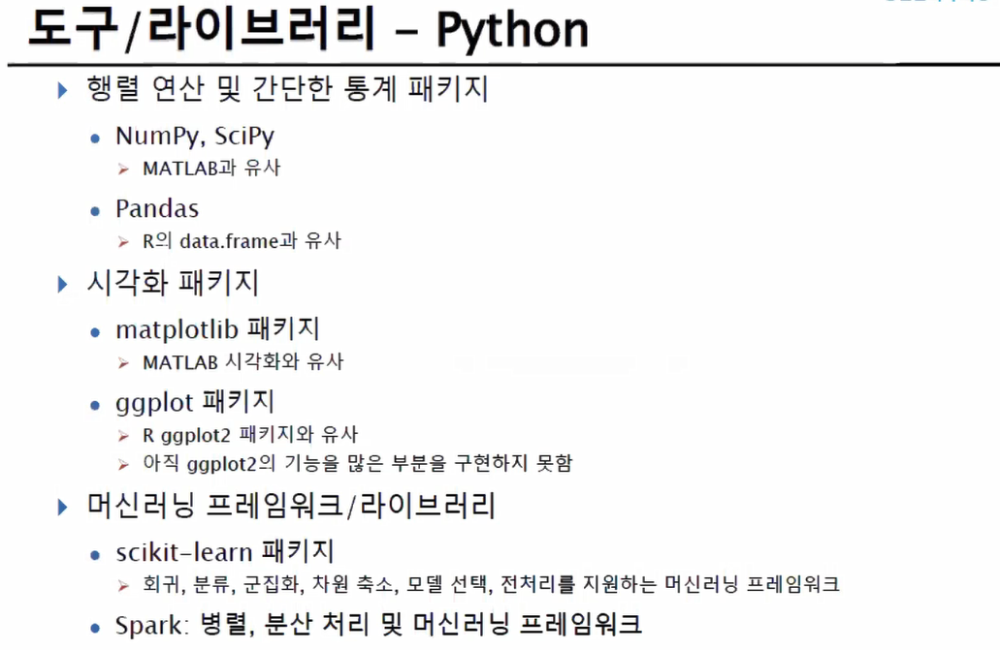 도구/라이브러리 – Python
행렬 연산 및 간단한 통계 패키지
NumPy, SciPy
MATLAB과 유사
Pandas
R의 data.frame과 유사
시각화 패키지
matplotlib 패키지
MATLAB 시각화와 유사
ggplot 패키지
R ggplot2 패키지와 유사
아직 ggplot2의 기능을 많은 부분을 구현하지 못함
머신러닝 프레임워크/라이브러리
scikit-learn 패키지
회귀, 분류, 군집화, 차원 축소, 모델 선택, 전처리를 지원하는 머신러닝 프레임워크
Spark: 병렬, 분산 처리 및 머신러닝 프레임워크